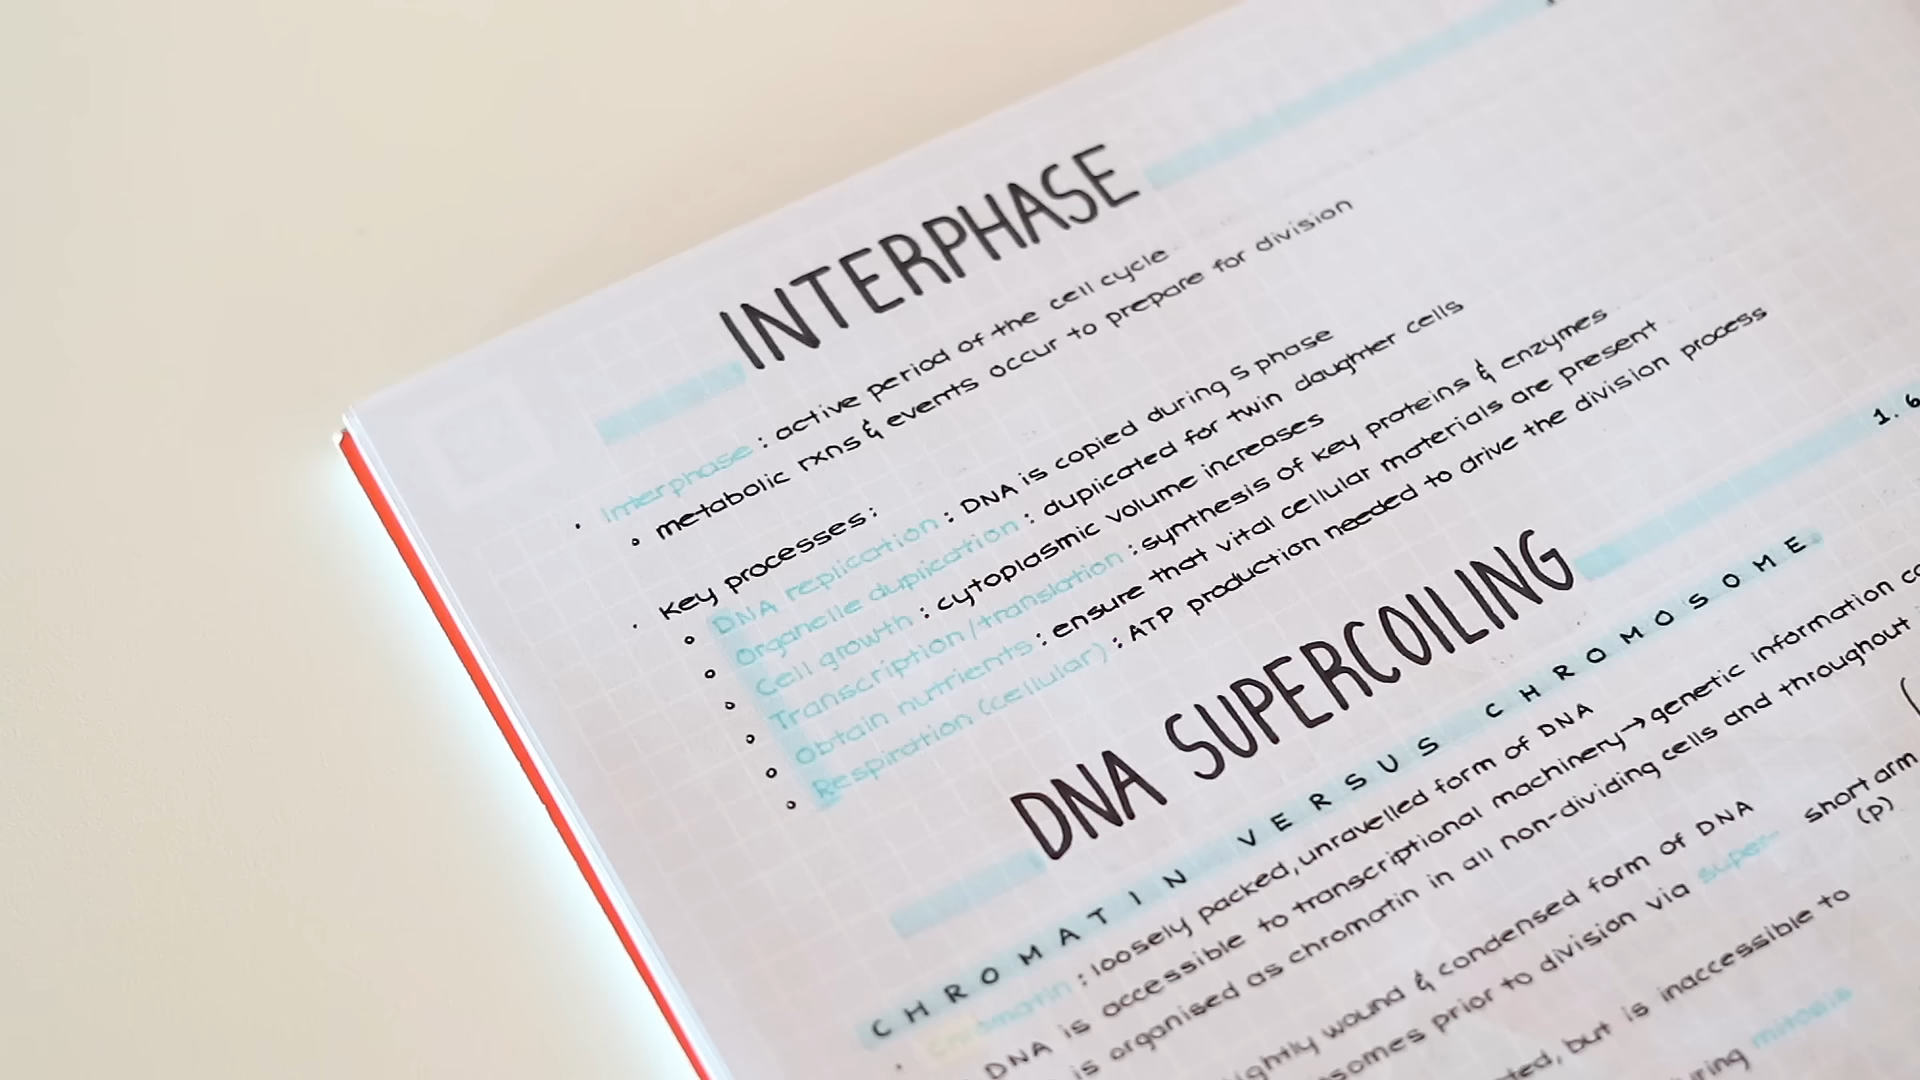 INTERPHASE
• Interphase : active period of the cell cycle
∘ metabolic rxns & events occur to prepare for division
• Key processes:
∘ DNA replication : DNA is copied during S phase
∘ Organelle duplication : duplicated for twin daughter cells
∘ Cell growth : cytoplasmic volume increases
∘ Transcription/translation : synthesis of key proteins & enzymes
∘ Obtain nutrients : ensure that vital cellular materials are present
∘ Respiration (cellular) : ATP production needed to drive the division process
1.6
DNA SUPERCOILING
CHROMATIN VERSUS CHROMOSOME
• Chromatin : loosely packed, unravelled form of DNA
DNA is accessible to transcriptional machinery → genetic information
is organised as chromatin in all non-dividing cells and throughout
wound & condensed form of DNA
prior to division via super-
but is inaccessible to
mitosis
short arm
(p)